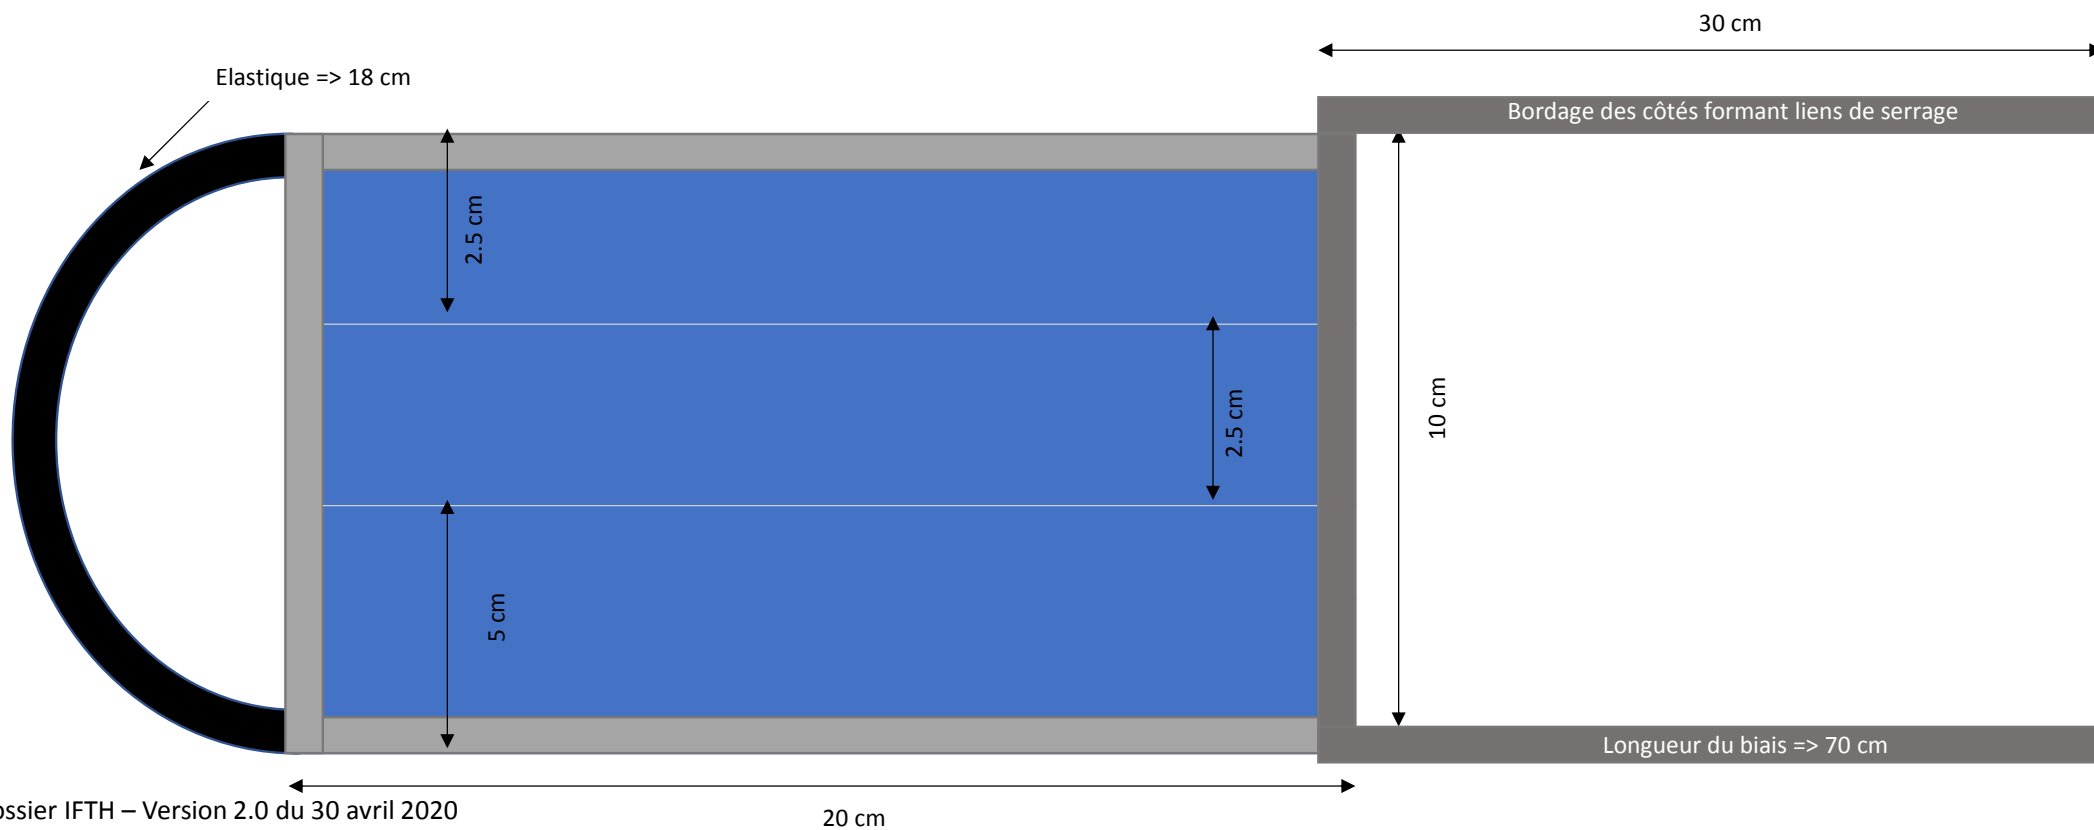 30 cm
Elastique => 18 cm
Bordage des côtés formant liens de serrage
2.5 cm
2.5 cm
10 cm
5 cm
Longueur du biais => 70 cm
ossier IFTH – Version 2.0 du 30 avril 2020
20 cm